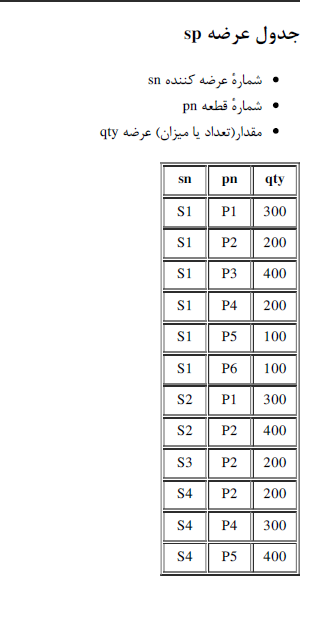 جدول عرضه sp
• شمارهٔ عرضه کننده sn
• شمارهٔ قطعه pn
• مقدار(تعداد یا میزان) عرضه qty
sn pn qty
S1 P1 300
S1 P2 200
S1 P3 400
S1 P4 200
S1 P5 100
S1 P6 100
S2 P1 300
S2 P2 400
S3 P2 200
S4 P2 200
S4 P4 300
S4 P5 400